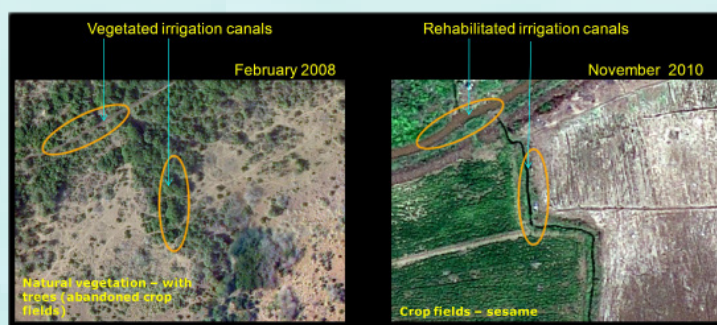 Vegetated irrigation canals
February 2008
Natural vegetation – with
trees (abandoned crop
fields)
Rehabilitated irrigation canals
November 2010
Crop fields – sesame